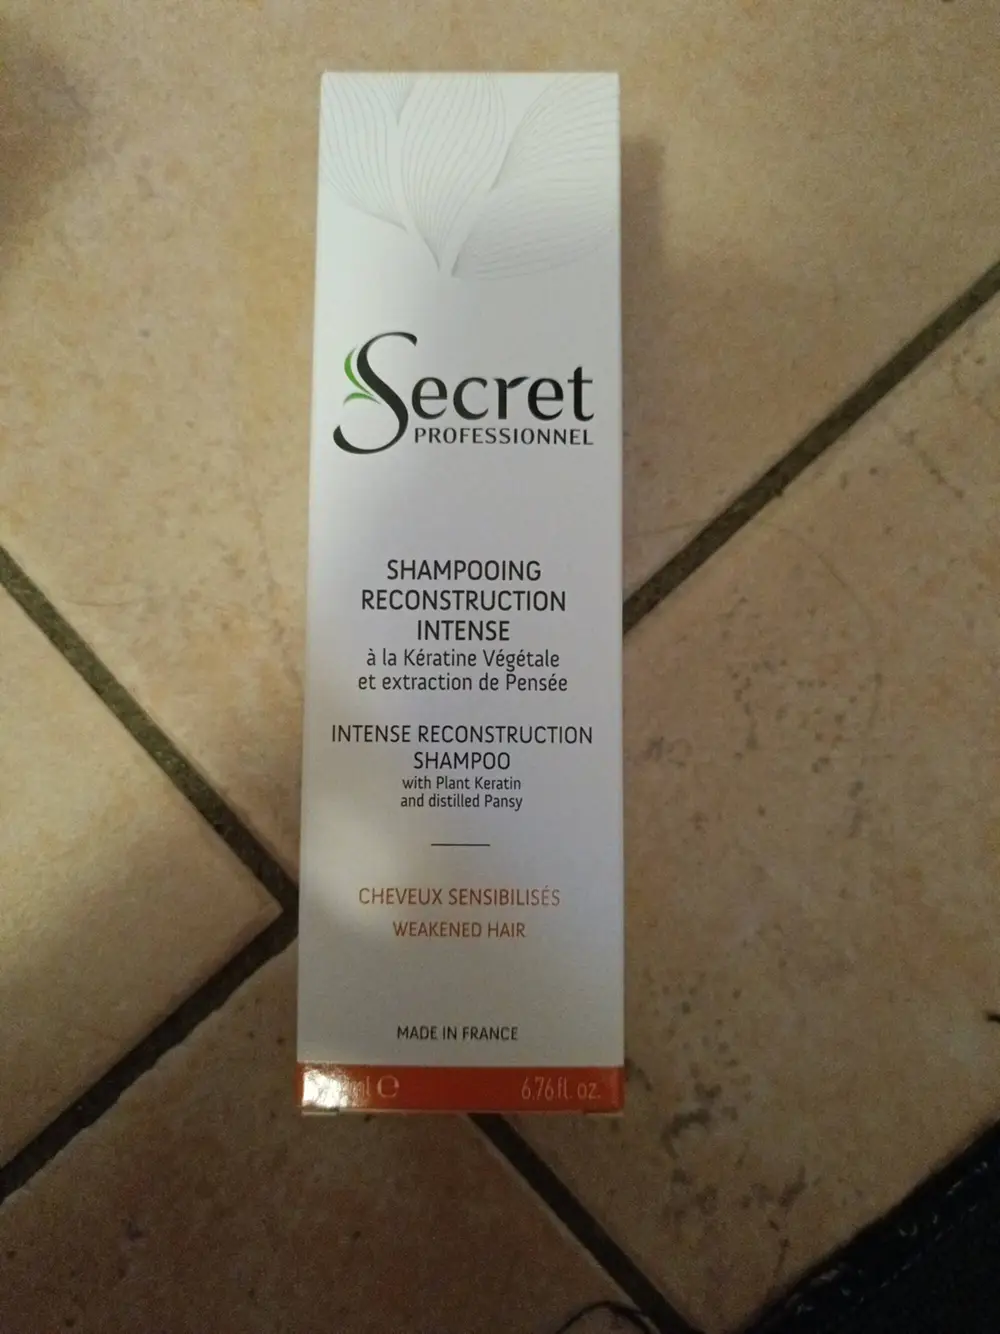 Secret
PROFESSIONNEL
SHAMPOOING
RECONSTRUCTION
INTENSE
à la Kératine Végétale
et extraction de Pensée
INTENSE RECONSTRUCTION
SHAMPOO
with Plant Keratin
and distilled Pansy
CHEVEUX SENSIBILISÉS
WEAKENED HAIR
MADE IN FRANCE
ml ℮ 6.76 fl. oz.